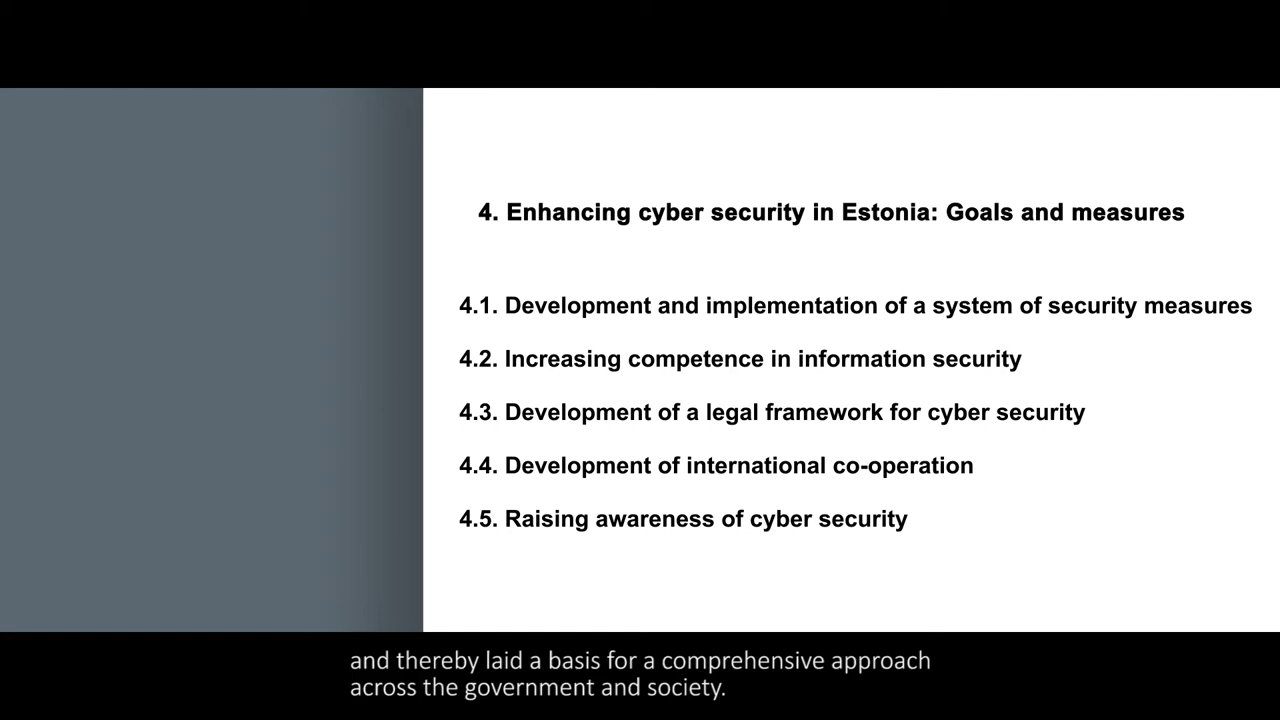 4. Enhancing cyber security in Estonia: Goals and measures
4.1. Development and implementation of a system of security measures
4.2. Increasing competence in information security
4.3. Development of a legal framework for cyber security
4.4. Development of international co-operation
4.5. Raising awareness of cyber security
and thereby laid a basis for a comprehensive approach
across the government and society.